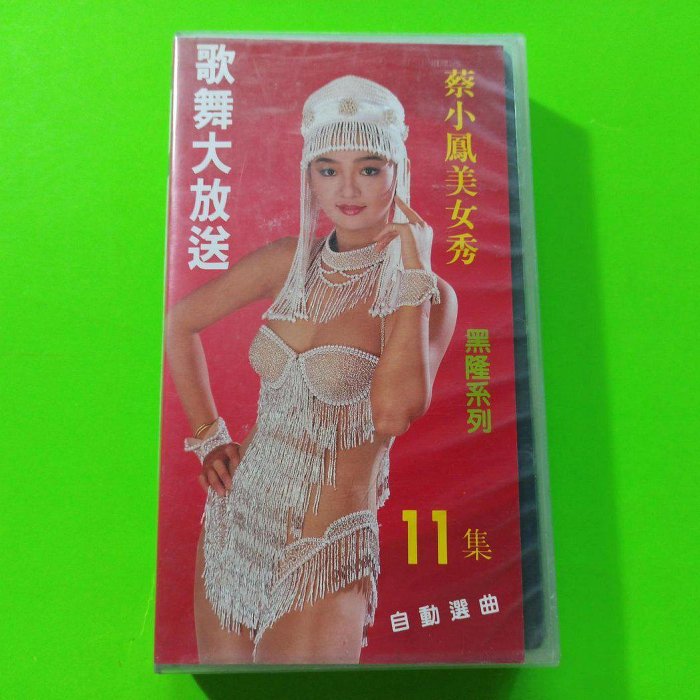 歌舞大放送
蔡小鳳美女秀
黑隆系列
11集
自動選曲